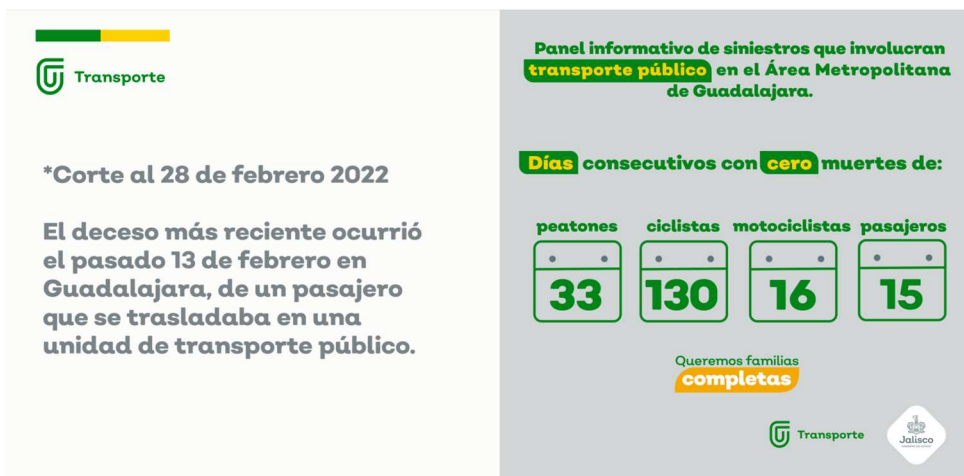 Transporte
*Corte al 28 de febrero 2022
El deceso más reciente ocurrió
el pasado 13 de febrero en
Guadalajara, de un pasajero
que se trasladaba en una
unidad de transporte público.
Panel informativo de siniestros que involucran
transporte público en el Área Metropolitana
de Guadalajara.
Días consecutivos con cero muertes de:
peatones ciclistas motociclistas pasajeros
33 130 16 15
Queremos familias
completas
Transporte
Jalisco